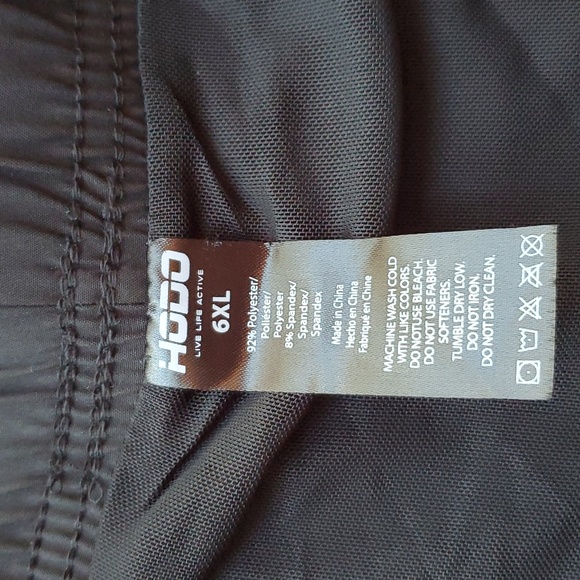 HODO
LIVE LIFE ACTIVE
6XL
92% Polyester/
Poliéster/
Polyester
8% Spandex/
Spandex/
Spandex
Made in China
Hecho en China
Fabriqué en Chine
MACHINE WASH COLD
WITH LIKE COLORS.
DO NOT USE BLEACH.
DO NOT USE FABRIC
SOFTENERS.
TUMBLE DRY LOW.
DO NOT IRON.
DO NOT DRY CLEAN.